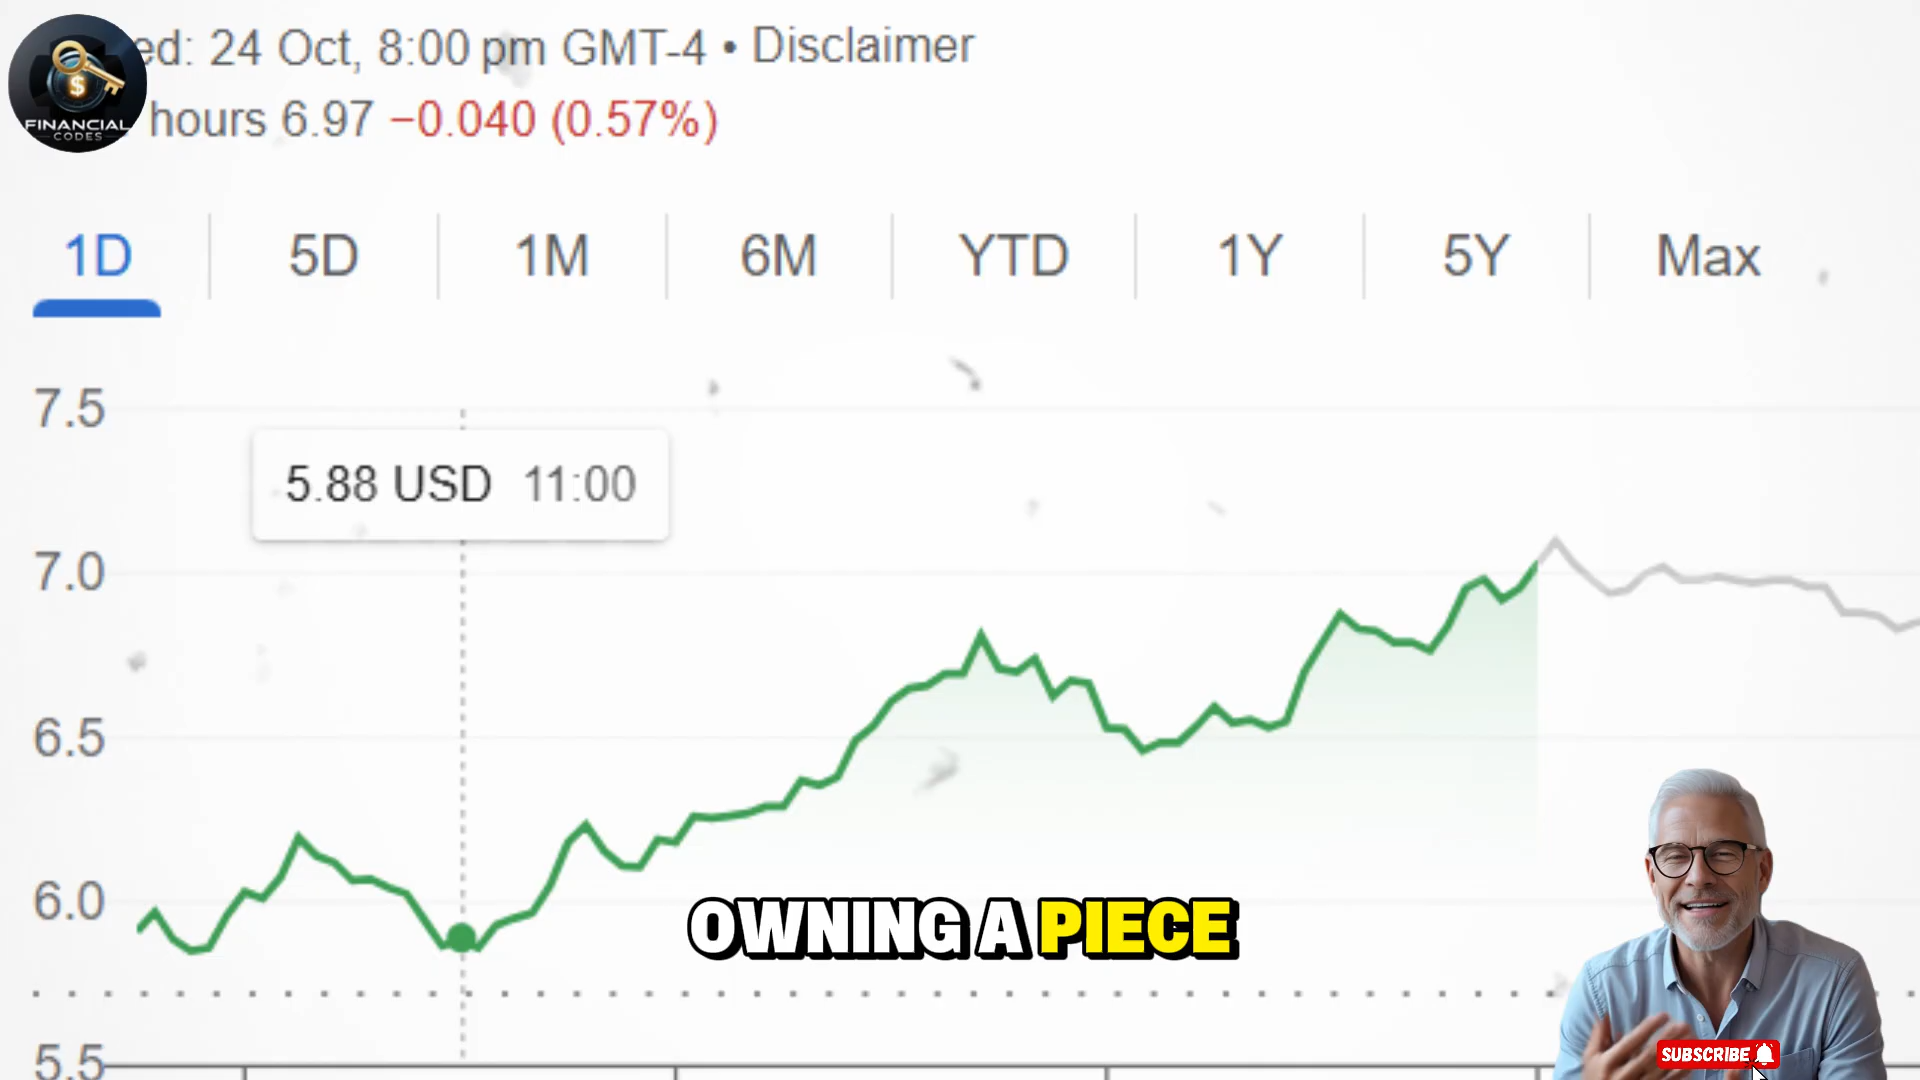 ed: 24 Oct, 8:00 pm GMT-4 • Disclaimer
hours 6.97 −0.040 (0.57%)
FINANCIAL
CODES
1D 5D 1M 6M YTD 1Y 5Y Max
7.5
5.88 USD 11:00
7.0
6.5
6.0
OWNING A PIECE
5.5
SUBSCRIBE